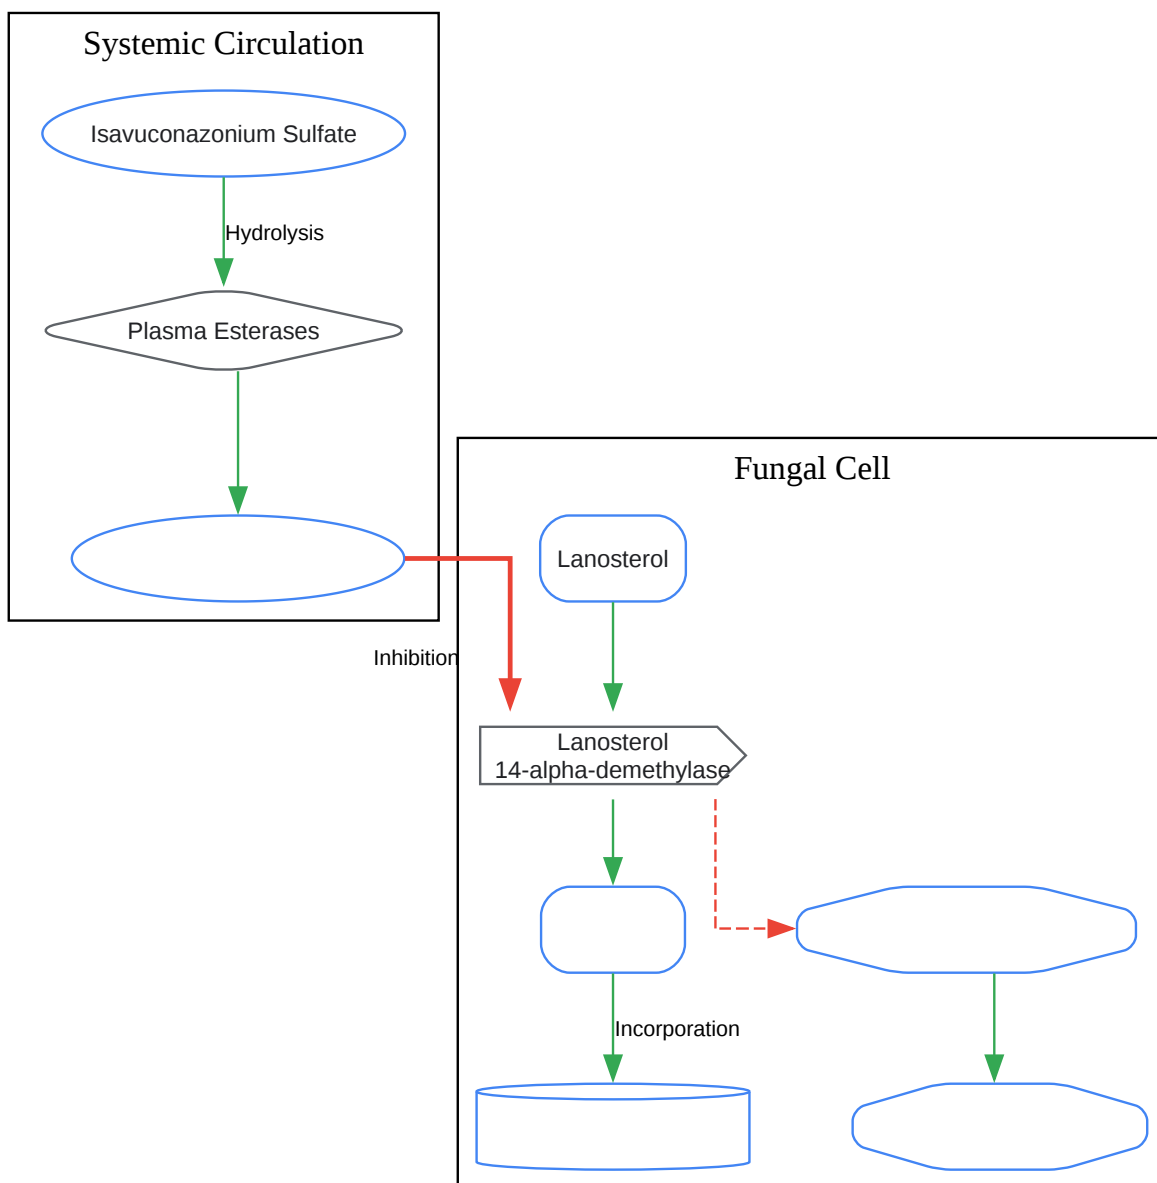 Systemic Circulation
Isavuconazonium Sulfate
Hydrolysis
Plasma Esterases
Fungal Cell
Lanosterol
Inhibition
Lanosterol
14-alpha-demethylase
Incorporation